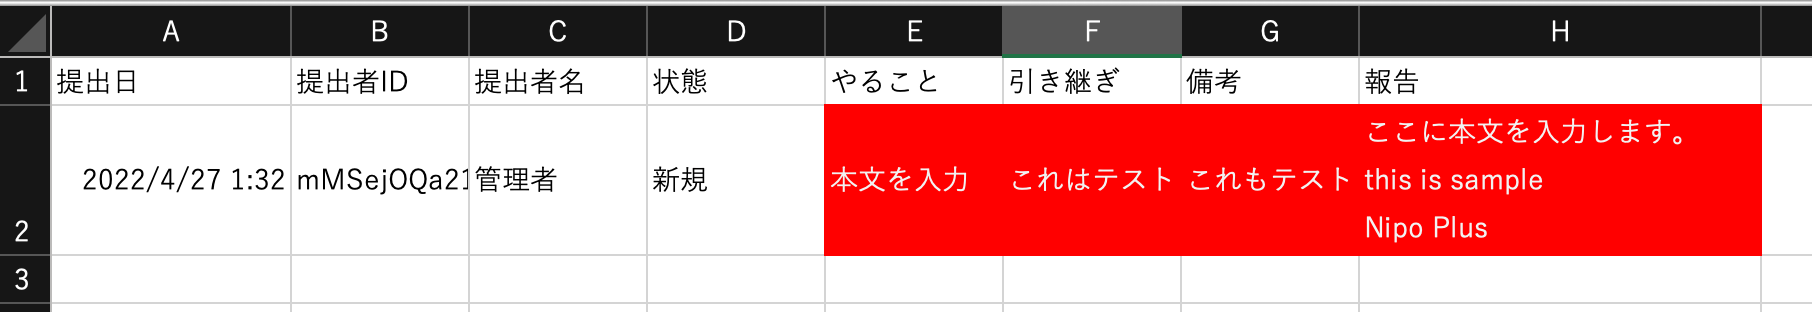 A B C D E F G H
1 提出日 提出者ID 提出者名 状態 やること 引き継ぎ 備考 報告
ここに本文を入力します。
2022/4/27 1:32 mMSejOQa21 管理者 新規 本文を入力 これはテスト これもテスト this is sample
2 Nipo Plus
3